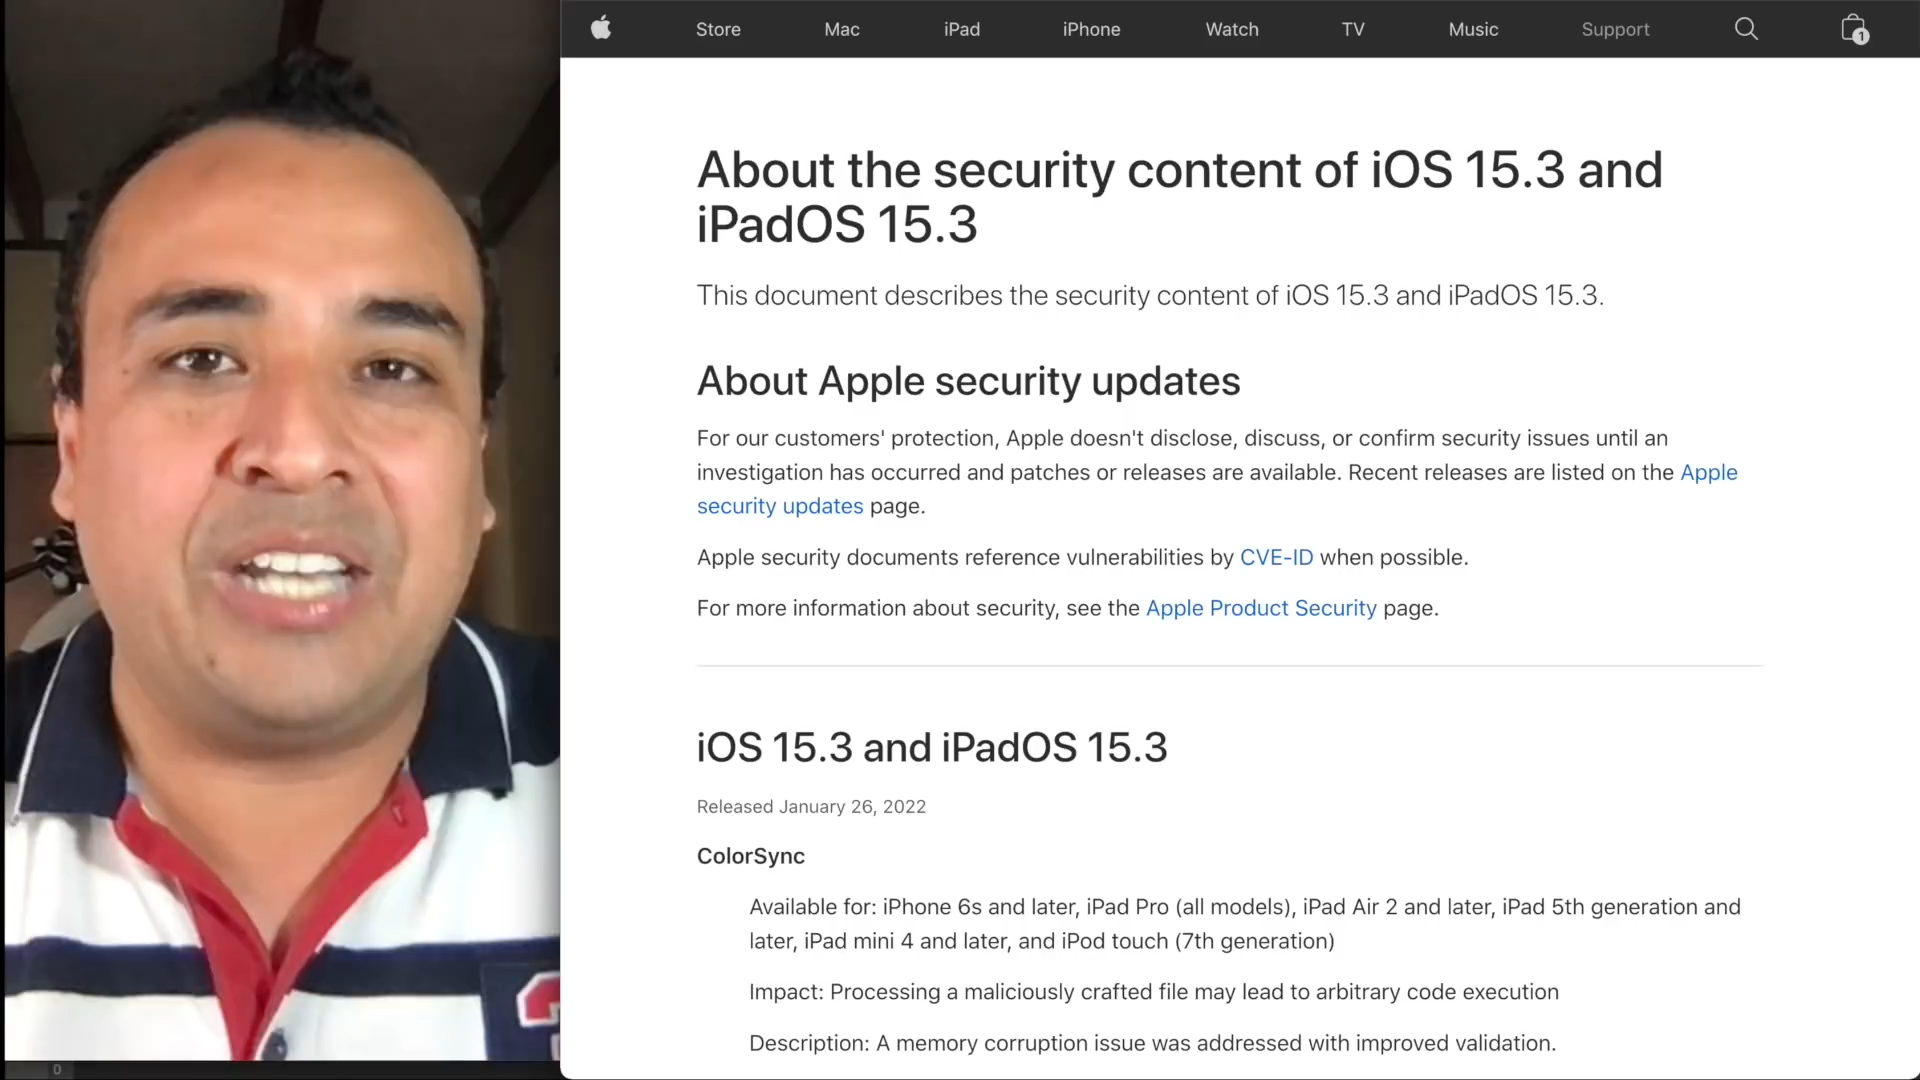 Store Mac iPad iPhone Watch TV Music Support 1
About the security content of iOS 15.3 and
iPadOS 15.3
This document describes the security content of iOS 15.3 and iPadOS 15.3.
About Apple security updates
For our customers' protection, Apple doesn't disclose, discuss, or confirm security issues until an
investigation has occurred and patches or releases are available. Recent releases are listed on the Apple
security updates page.
Apple security documents reference vulnerabilities by CVE-ID when possible.
For more information about security, see the Apple Product Security page.
iOS 15.3 and iPadOS 15.3
Released January 26, 2022
ColorSync
Available for: iPhone 6s and later, iPad Pro (all models), iPad Air 2 and later, iPad 5th generation and
later, iPad mini 4 and later, and iPod touch (7th generation)
Impact: Processing a maliciously crafted file may lead to arbitrary code execution
Description: A memory corruption issue was addressed with improved validation.
0